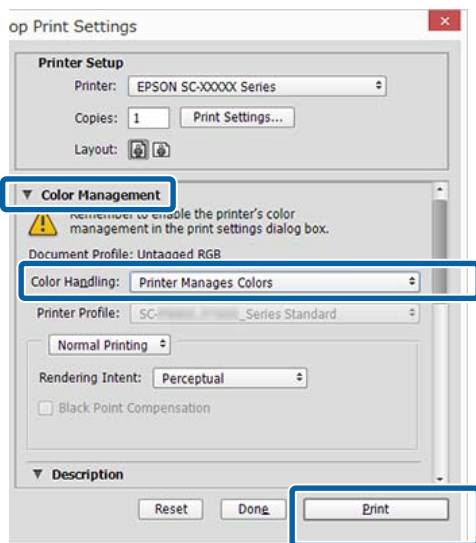 op Print Settings
Printer Setup
Printer: EPSON SC-XXXXX Series
Copies: 1 Print Settings...
Layout:
Color Management
Remember to enable the printer's color
management in the print settings dialog box.
Document Profile: Untagged RGB
Color Handling: Printer Manages Colors
Printer Profile: SC- _Series Standard
Normal Printing
Rendering Intent: Perceptual
Black Point Compensation
Description
Reset Done Print